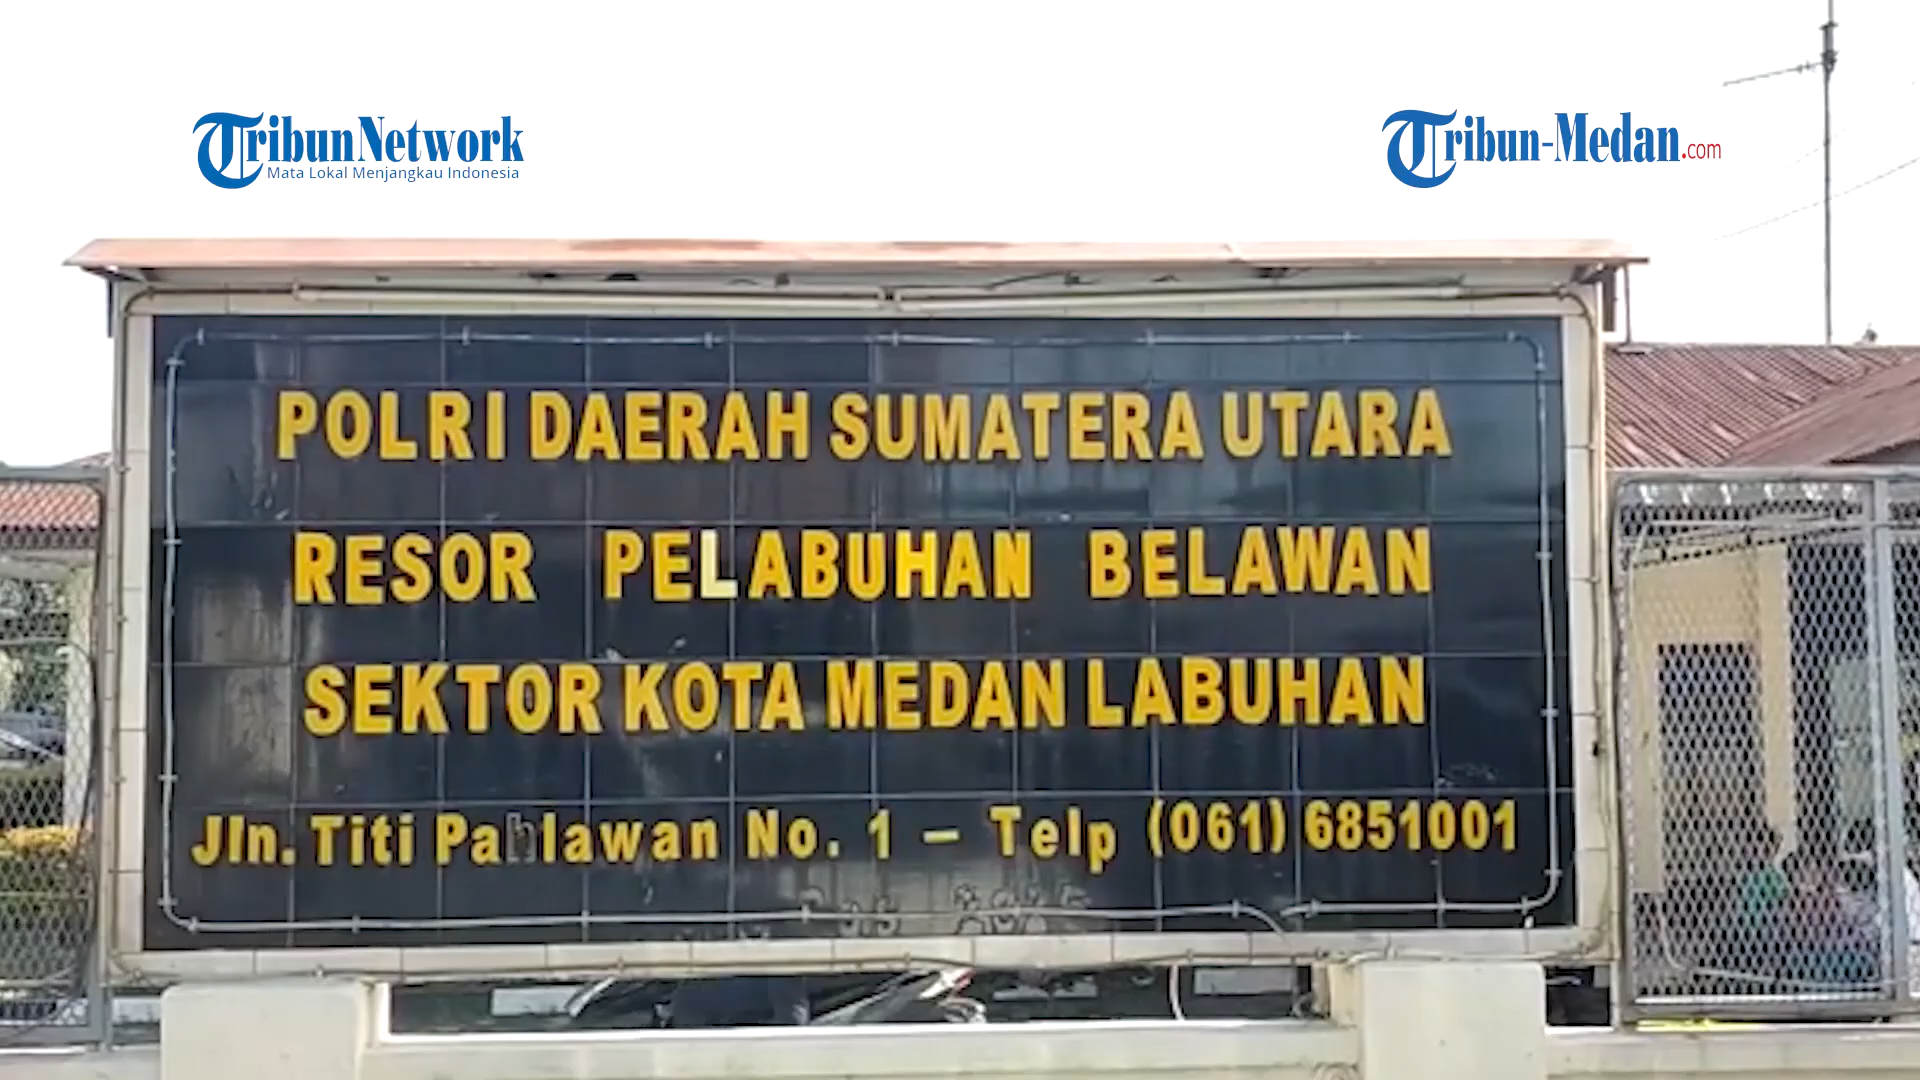 TribunNetwork
Mata Lokal Menjangkau Indonesia
Tribun-Medan.com
POLRI DAERAH SUMATERA UTARA
RESOR PELABUHAN BELAWAN
SEKTOR KOTA MEDAN LABUHAN
Jln. Titi Pahlawan No. 1 – Telp (061) 6851001